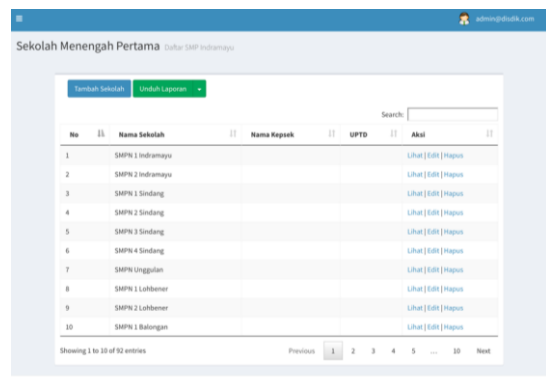 admin@disdik.com
Sekolah Menengah Pertama Daftar SMP Indramayu
Tambah Sekolah Unduh Laporan
Search:
No Nama Sekolah Nama Kepsek UPTD Aksi
1 SMPN 1 Indramayu Lihat | Edit | Hapus
2 SMPN 2 Indramayu Lihat | Edit | Hapus
3 SMPN 1 Sindang Lihat | Edit | Hapus
4 SMPN 2 Sindang Lihat | Edit | Hapus
5 SMPN 3 Sindang Lihat | Edit | Hapus
6 SMPN 4 Sindang Lihat | Edit | Hapus
7 SMPN Unggulan Lihat | Edit | Hapus
8 SMPN 1 Lohbener Lihat | Edit | Hapus
9 SMPN 2 Lohbener Lihat | Edit | Hapus
10 SMPN 1 Balongan Lihat | Edit | Hapus
Showing 1 to 10 of 92 entries Previous 1 2 3 4 5 ... 10 Next